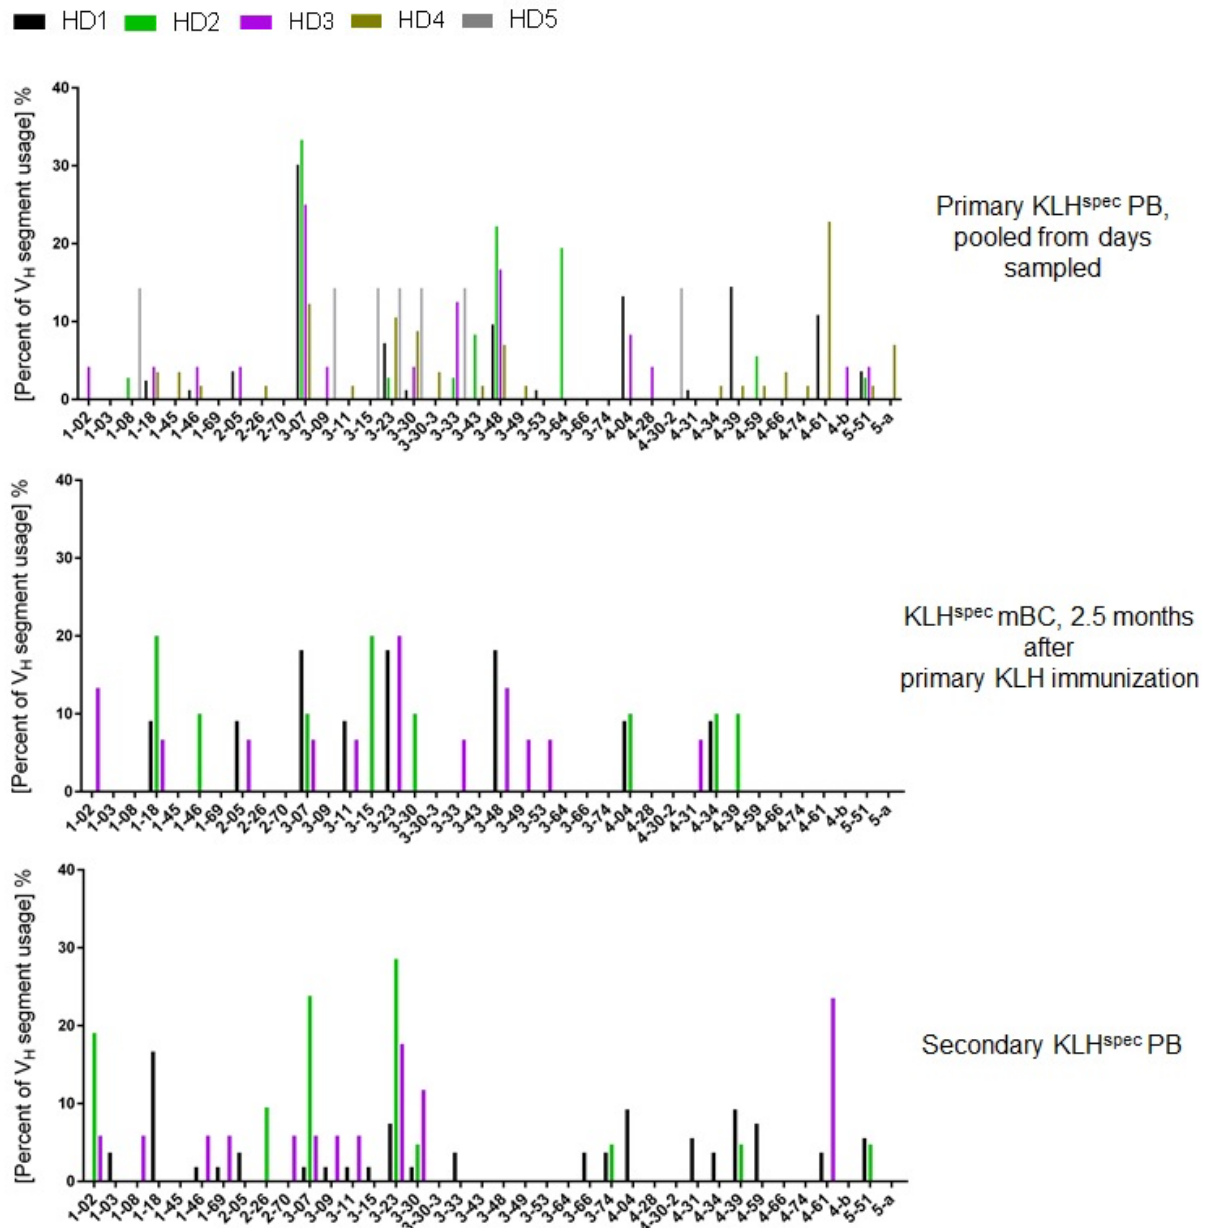 HD1 HD2 HD3 HD4 HD5
[Percent of VH segment usage] %
40
30
20
10
0
1-02 1-03 1-08 1-18 1-45 1-46 1-69 2-05 2-26 2-70 3-07 3-09 3-11 3-15 3-23 3-30 3-30-3 3-33 3-43 3-48 3-49 3-53 3-64 3-66 3-74 4-04 4-28 4-30-2 4-31 4-34 4-39 4-59 4-66 4-74 4-61 4-b 5-51 5-a
Primary KLHspec PB,
pooled from days
sampled
[Percent of VH segment usage] %
40
30
20
10
0
1-02 1-03 1-08 1-18 1-45 1-46 1-69 2-05 2-26 2-70 3-07 3-09 3-11 3-15 3-23 3-30 3-30-3 3-33 3-43 3-48 3-49 3-53 3-64 3-66 3-74 4-04 4-28 4-30-2 4-31 4-34 4-39 4-59 4-66 4-74 4-61 4-b 5-51 5-a
KLHspec mBC, 2.5 months
after
primary KLH immunization
[Percent of VH segment usage] %
40
30
20
10
0
1-02 1-03 1-08 1-18 1-45 1-46 1-69 2-05 2-26 2-70 3-07 3-09 3-11 3-15 3-23 3-30 3-30-3 3-33 3-43 3-48 3-49 3-53 3-64 3-66 3-74 4-04 4-28 4-30-2 4-31 4-34 4-39 4-59 4-66 4-74 4-61 4-b 5-51 5-a
Secondary KLHspec PB